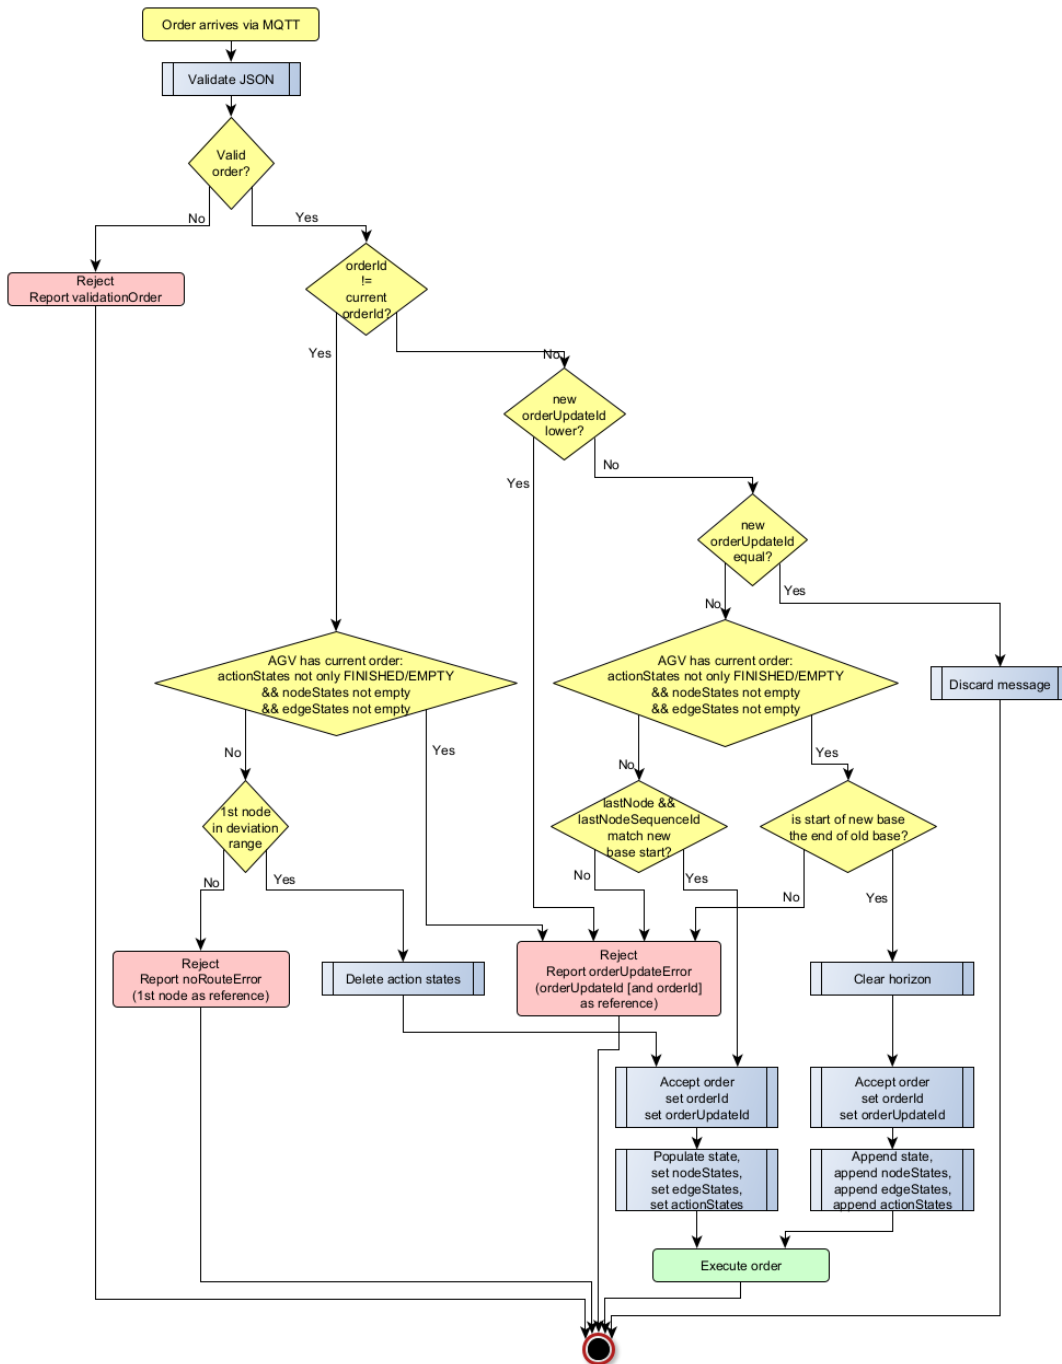 Order arrives via MQTT
Validate JSON
Valid
order?
No
Yes
Reject
Report validationOrder
orderId
!=
current
orderId?
Yes
No
new
orderUpdateId
lower?
Yes
No
new
orderUpdateId
equal?
No
Yes
AGV has current order:
actionStates not only FINISHED/EMPTY
&& nodeStates not empty
&& edgeStates not empty
AGV has current order:
actionStates not only FINISHED/EMPTY
&& nodeStates not empty
&& edgeStates not empty
Discard message
No
Yes
No
Yes
1st node
in deviation
range
lastNode &&
lastNodeSequenceId
match new
base start?
is start of new base
the end of old base?
No
Yes
No
Yes
No
Yes
Reject
Report noRouteError
(1st node as reference)
Delete action states
Reject
Report orderUpdateError
(orderUpdateId [and orderId]
as reference)
Clear horizon
Accept order
set orderId
set orderUpdateId
Accept order
set orderId
set orderUpdateId
Populate state,
set nodeStates,
set edgeStates,
set actionStates
Append state,
append nodeStates,
append edgeStates,
append actionStates
Execute order